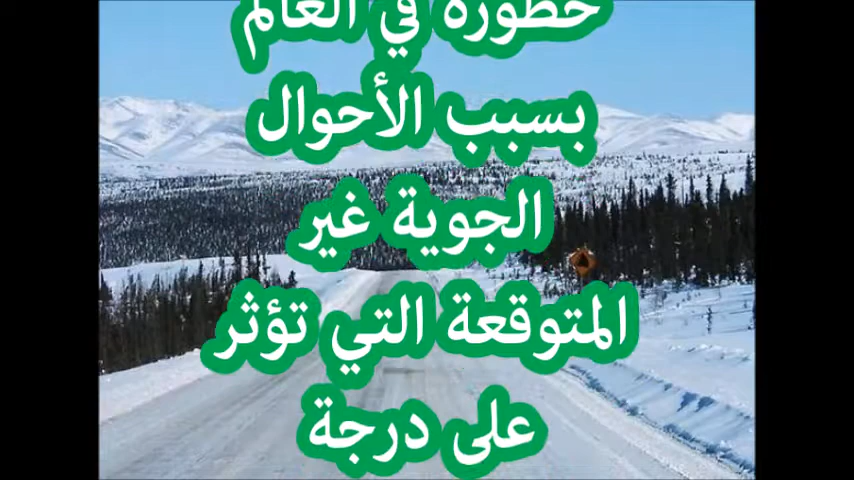 خطورة في العالم
بسبب الأحوال
الجوية غير
المتوقعة التي تؤثر
على درجة